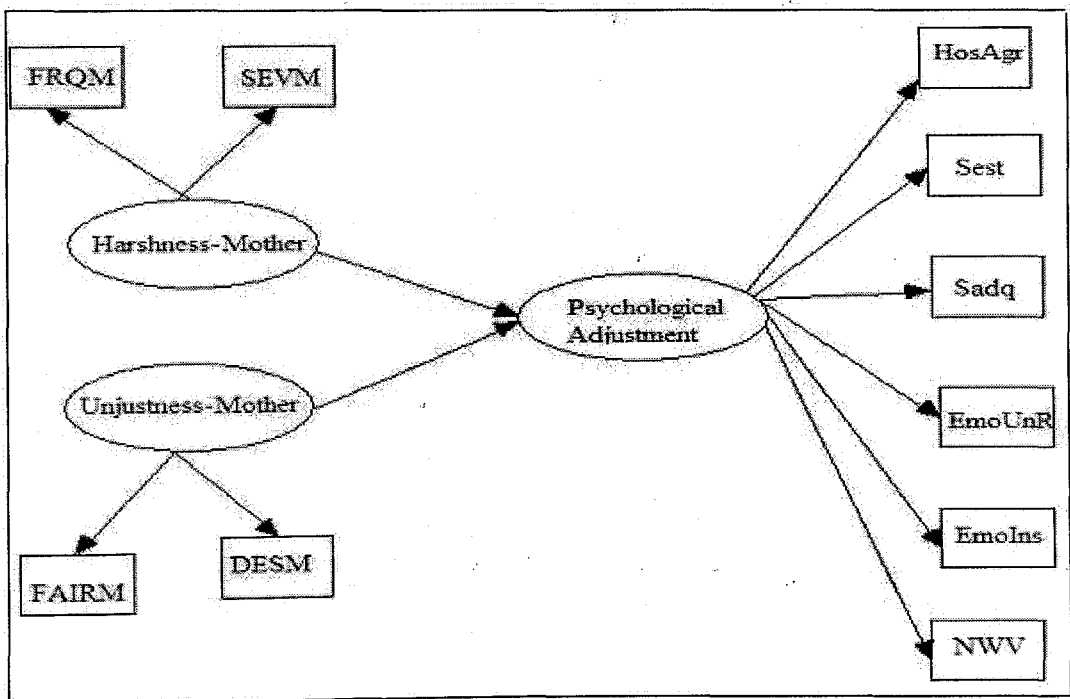 FRQM
SEVM
HosAgr
Sest
Harshness-Mother
Sadq
Psychological
Adjustment
Unjustness-Mother
EmoUnR
EmoIns
DESM
FAIRM
NWV